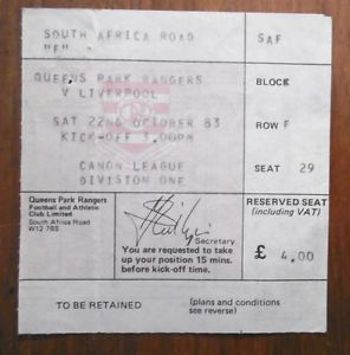 SOUTH AFRICA ROAD SAF
"F"
QUEENS PARK RANGERS BLOCK
V LIVERPOOL
SAT 22ND OCTOBER 83 ROW F
KICK-OFF 3.00PM
CANON LEAGUE SEAT 29
DIVISION ONE
Queens Park Rangers
Football and Athletic
Club Limited
South Africa Road
W12 7BS
Secretary
You are requested to take
up your position 15 mins.
before kick-off time.
RESERVED SEAT
(including VAT)
£ 4.00
TO BE RETAINED (plans and conditions
see reverse)